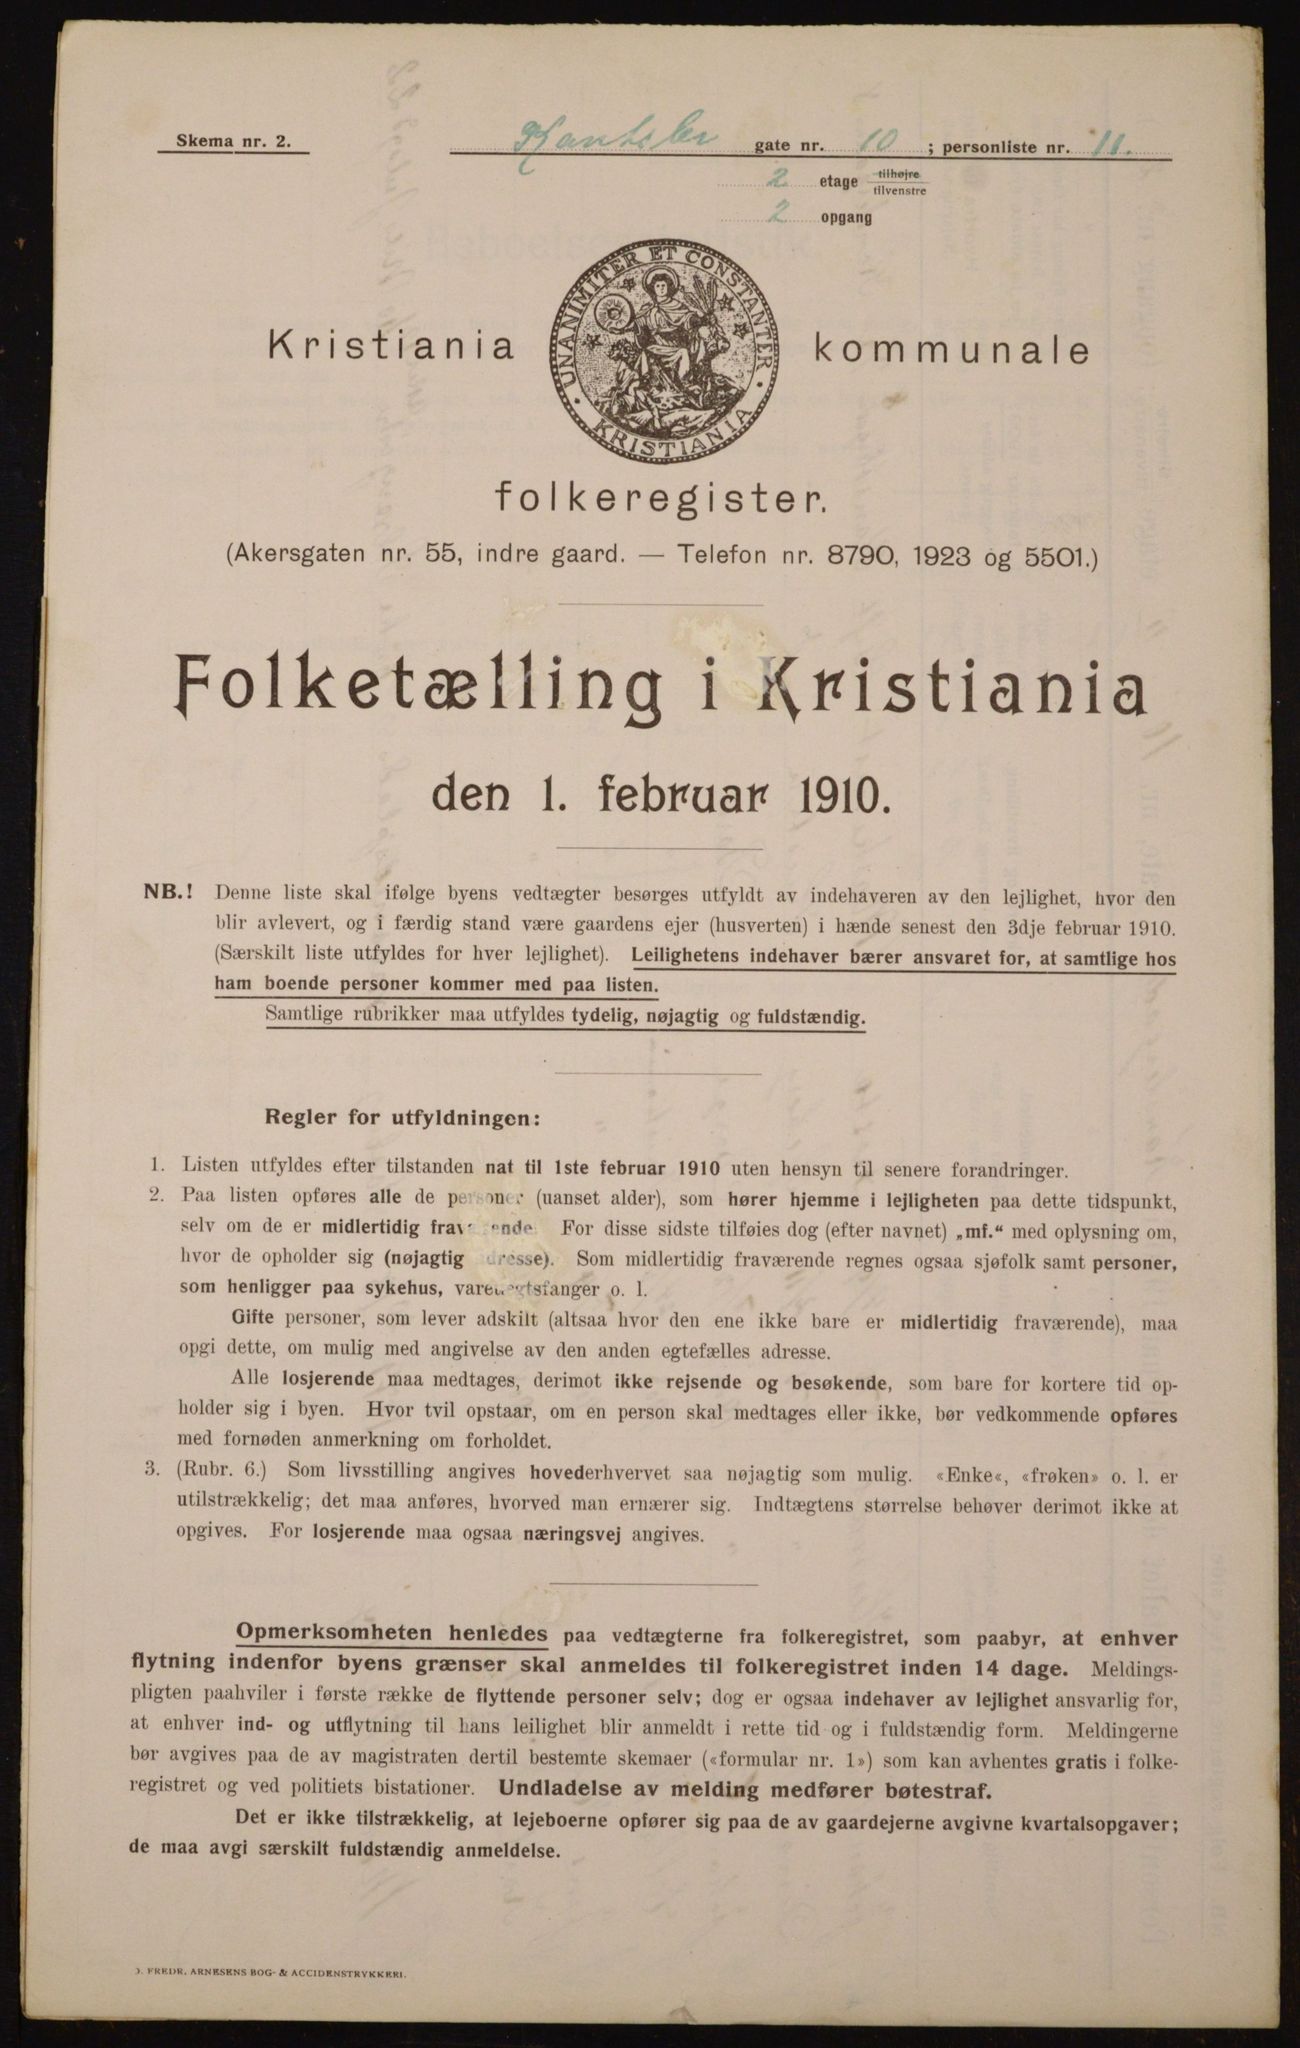 Skema nr. 2.
Kantsler gate nr. 10 ; personliste nr. 11.
2 etage tilhøjre
tilvenstre
2 opgang
UNANIMITER ET CONSTANTER
KRISTIANIA
Kristiania kommunale
folkeregister.
(Akersgaten nr. 55, indre gaard. — Telefon nr. 8790, 1923 og 5501.)
Folketælling i Kristiania
den 1. februar 1910.
NB.! Denne liste skal ifølge byens vedtægter besørges utfyldt av indehaveren av den lejlighet, hvor den
blir avlevert, og i færdig stand være gaardens ejer (husverten) i hænde senest den 3dje februar 1910.
(Særskilt liste utfyldes for hver lejlighet). Leilighetens indehaver bærer ansvaret for, at samtlige hos
ham boende personer kommer med paa listen.
Samtlige rubrikker maa utfyldes tydelig, nøjagtig og fuldstændig.
Regler for utfyldningen:
1. Listen utfyldes efter tilstanden nat til 1ste februar 1910 uten hensyn til senere forandringer.
2. Paa listen opføres alle de personer (uanset alder), som hører hjemme i lejligheten paa dette tidspunkt,
selv om de er midlertidig fraværende. For disse sidste tilføies dog (efter navnet) „mf.“ med oplysning om,
hvor de opholder sig (nøjagtig adresse). Som midlertidig fraværende regnes ogsaa sjøfolk samt personer,
som henligger paa sykehus, varetægtsfanger o. l.
Gifte personer, som lever adskilt (altsaa hvor den ene ikke bare er midlertidig fraværende), maa
opgi dette, om mulig med angivelse av den anden egtefælles adresse.
Alle losjerende maa medtages, derimot ikke rejsende og besøkende, som bare for kortere tid op-
holder sig i byen. Hvor tvil opstaar, om en person skal medtages eller ikke, bør vedkommende opføres
med fornøden anmerkning om forholdet.
3. (Rubr. 6.) Som livsstilling angives hovederhvervet saa nøjagtig som mulig. «Enke«, «frøken» o. l. er
utilstrækkelig; det maa anføres, hvorved man ernærer sig. Indtægtens størrelse behøver derimot ikke at
opgives. For losjerende maa ogsaa næringsvej angives.
Opmerksomheten henledes paa vedtægterne fra folkeregistret, som paabyr, at enhver
flytning indenfor byens grænser skal anmeldes til folkeregistret inden 14 dage. Meldings-
pligten paahviler i første række de flyttende personer selv; dog er ogsaa indehaver av lejlighet ansvarlig for,
at enhver ind- og utflytning til hans leilighet blir anmeldt i rette tid og i fuldstændig form. Meldingerne
bør avgives paa de av magistraten dertil bestemte skemaer («formular nr. 1») som kan avhentes gratis i folke-
registret og ved politiets bistationer. Undladelse av melding medfører bøtestraf.
Det er ikke tilstrækkelig, at lejeboerne opfører sig paa de av gaardejerne avgivne kvartalsopgaver;
de maa avgi særskilt fuldstændig anmeldelse.
J. FREDR. ARNESENS BOG- & ACCIDENSTRYKKERI.